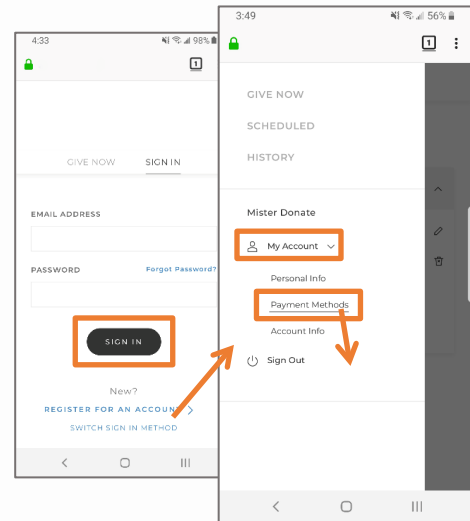 4:33 98%
1
GIVE NOW SIGN IN
EMAIL ADDRESS
PASSWORD Forgot Password?
SIGN IN
New?
REGISTER FOR AN ACCOUNT
SWITCH SIGN IN METHOD
3:49 56%
1
GIVE NOW
SCHEDULED
HISTORY
Mister Donate
My Account
Personal Info
Payment Methods
Account Info
Sign Out